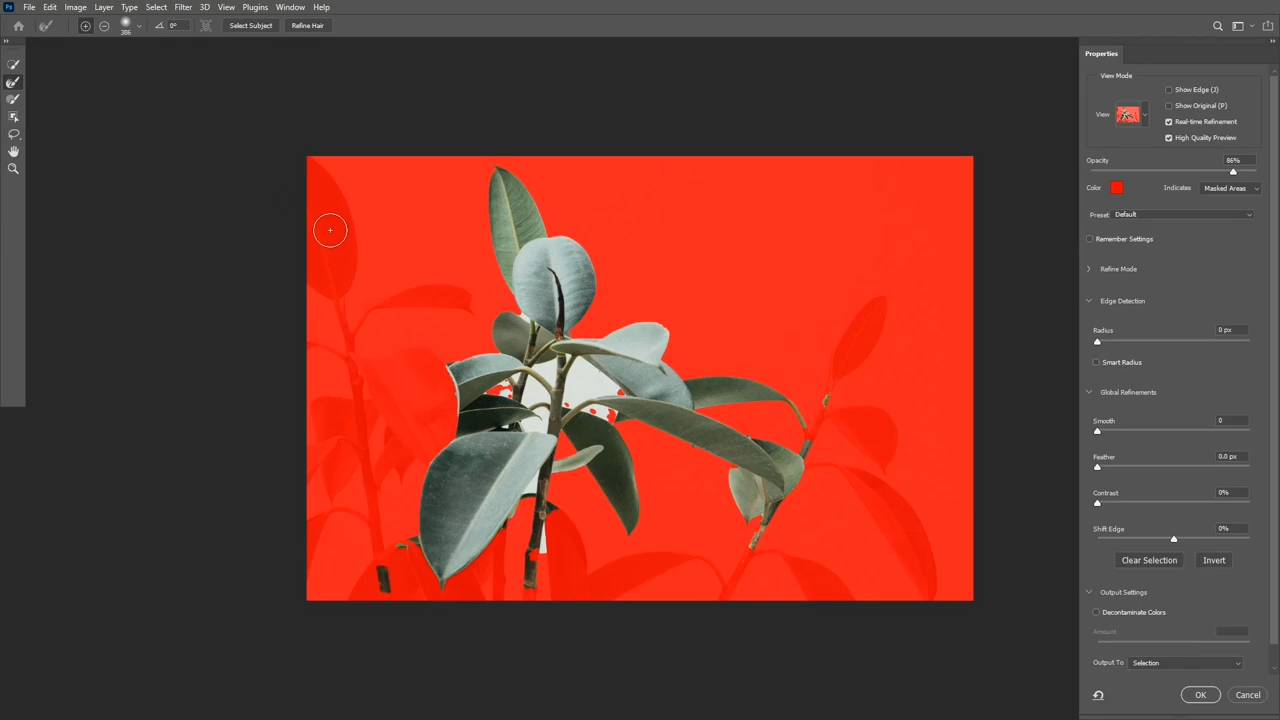 Ps File Edit Image Layer Type Select Filter 3D View Plugins Window Help
386 0° Select Subject Refine Hair
Properties
View Mode
Show Edge (J)
Show Original (P)
View
Real-time Refinement
High Quality Preview
Opacity 86%
Color Indicates Masked Areas
Preset: Default
Remember Settings
Refine Mode
Edge Detection
Radius 0 px
Smart Radius
Global Refinements
Smooth 0
Feather 0.0 px
Contrast 0%
Shift Edge 0%
Clear Selection Invert
Output Settings
Decontaminate Colors
Amount
Output To Selection
OK Cancel